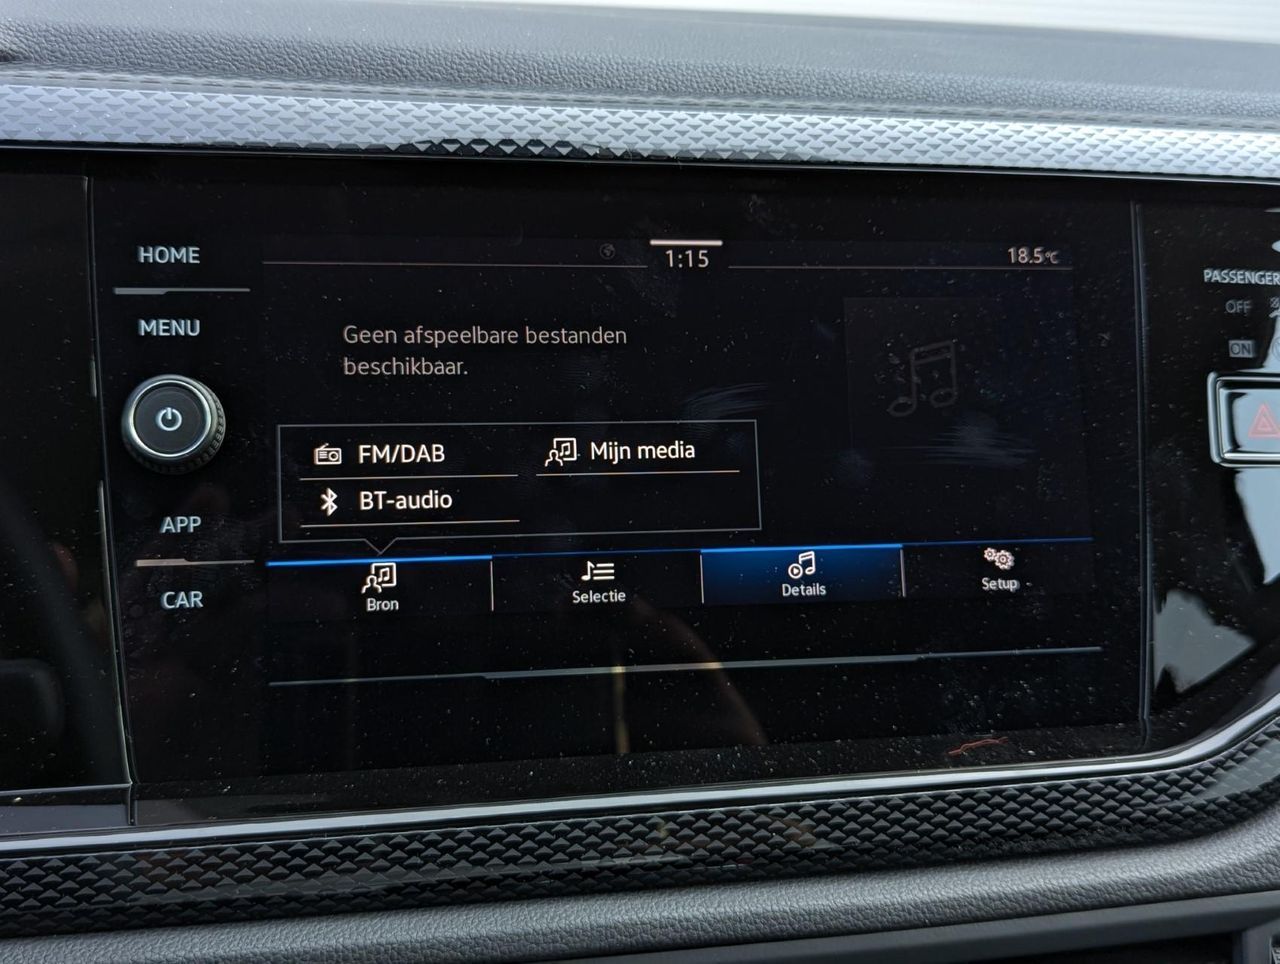 HOME
1:15
18.5°C
PASSENGER
MENU
OFF
Geen afspeelbare bestanden
beschikbaar.
ON
FM/DAB
Mijn media
BT-audio
APP
CAR
Bron
Selectie
Details
Setup